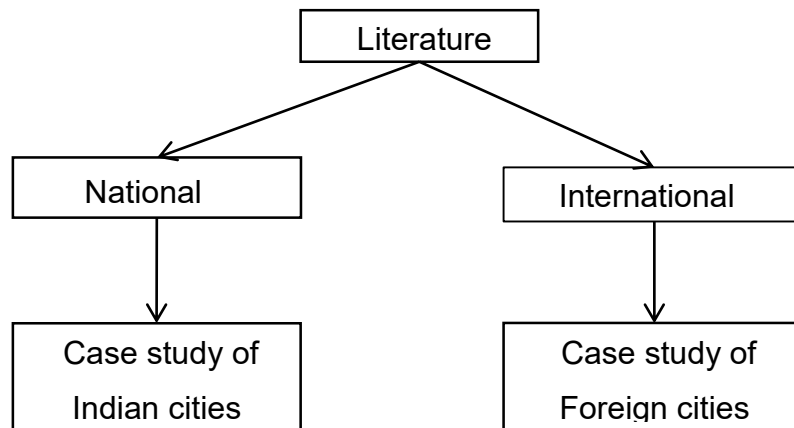 Literature
National
International
Case study of
Indian cities
Case study of
Foreign cities